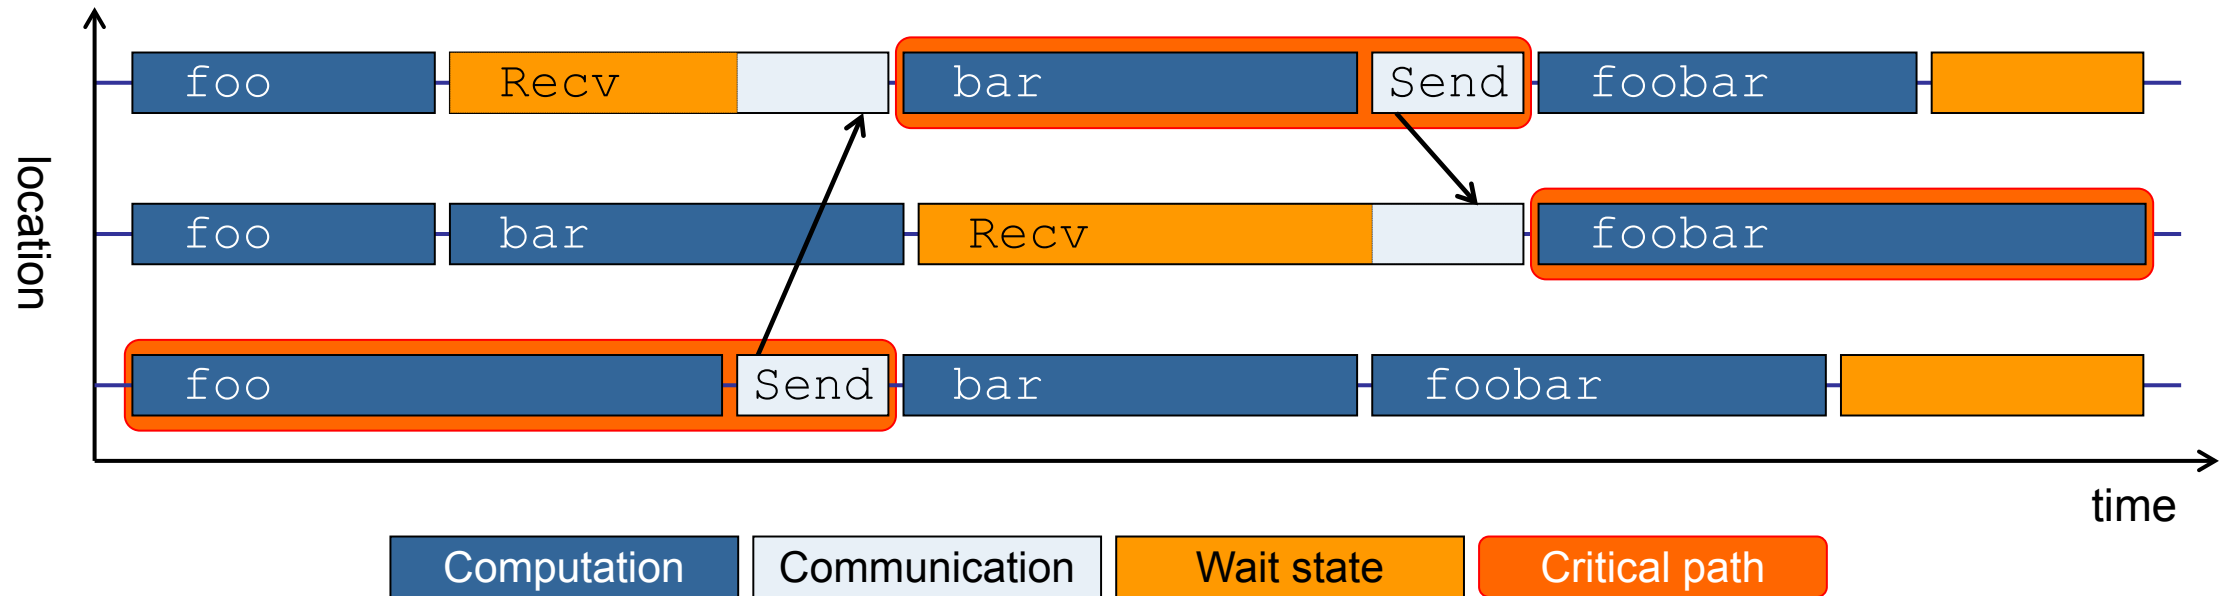 foo Recv bar Send foobar
location
foo bar Recv foobar
foo Send bar foobar
time
Computation Communication Wait state Critical path